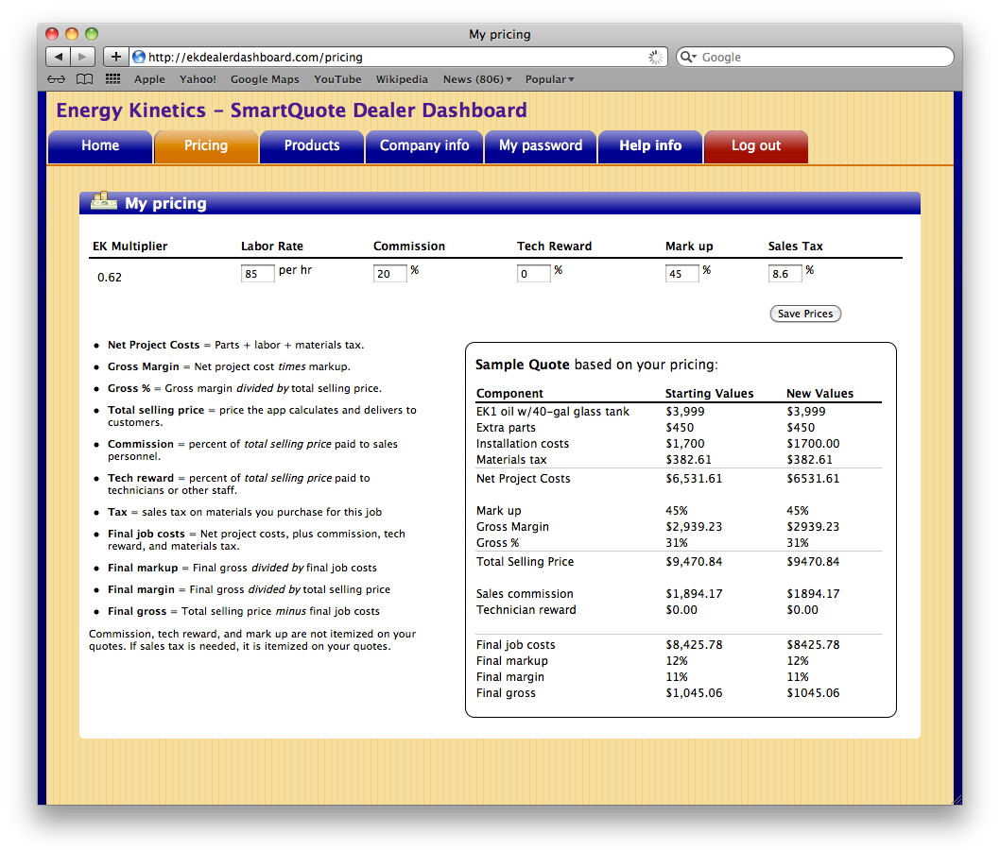 My pricing
http://ekdealerdashboard.com/pricing
Google
Apple Yahoo! Google Maps YouTube Wikipedia News (806) Popular
Energy Kinetics – SmartQuote Dealer Dashboard
Home Pricing Products Company info My password Help info Log out
My pricing
EK Multiplier Labor Rate Commission Tech Reward Mark up Sales Tax
0.62 85 per hr 20 % 0 % 45 % 8.6 %
Save Prices
• Net Project Costs = Parts + labor + materials tax.
• Gross Margin = Net project cost times markup.
• Gross % = Gross margin divided by total selling price.
• Total selling price = price the app calculates and delivers to
customers.
• Commission = percent of total selling price paid to sales
personnel.
• Tech reward = percent of total selling price paid to
technicians or other staff.
• Tax = sales tax on materials you purchase for this job
• Final job costs = Net project costs, plus commission, tech
reward, and materials tax.
• Final markup = Final gross divided by final job costs
• Final margin = Final gross divided by total selling price
• Final gross = Total selling price minus final job costs
Commission, tech reward, and mark up are not itemized on your
quotes. If sales tax is needed, it is itemized on your quotes.
Sample Quote based on your pricing:
Component Starting Values New Values
EK1 oil w/40-gal glass tank $3,999 $3,999
Extra parts $450 $450
Installation costs $1,700 $1700.00
Materials tax $382.61 $382.61
Net Project Costs $6,531.61 $6531.61
Mark up 45% 45%
Gross Margin $2,939.23 $2939.23
Gross % 31% 31%
Total Selling Price $9,470.84 $9470.84
Sales commission $1,894.17 $1894.17
Technician reward $0.00 $0.00
Final job costs $8,425.78 $8425.78
Final markup 12% 12%
Final margin 11% 11%
Final gross $1,045.06 $1045.06